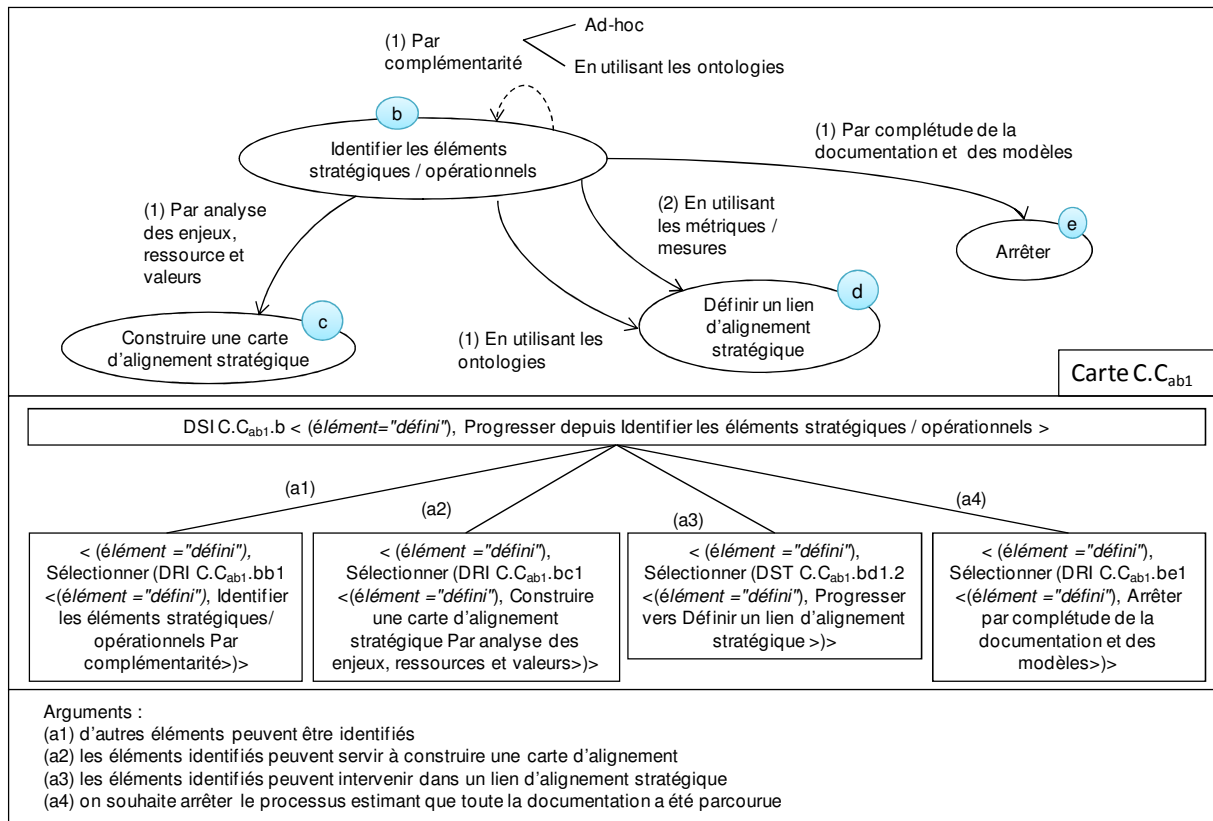 (1) Par
complémentarité
Ad-hoc
En utilisant les ontologies
b
Identifier les éléments
stratégiques / opérationnels
(1) Par complétude de la
documentation et des modèles
(1) Par analyse
des enjeux,
ressource et
valeurs
(2) En utilisant
les métriques /
mesures
e
Arrêter
c
Construire une carte
d'alignement stratégique
(1) En utilisant les
ontologies
d
Définir un lien
d'alignement
stratégique
Carte C.Cab1
DSI C.Cab1.b < (élément="défini"), Progresser depuis Identifier les éléments stratégiques / opérationnels >
(a1)
(a2)
(a3)
(a4)
< (élément ="défini"),
Sélectionner (DRI C.Cab1.bb1
<(élément ="défini"), Identifier
les éléments stratégiques/
opérationnels Par
complémentarité>)>
< (élément ="défini"),
Sélectionner (DRI C.Cab1.bc1
<(élément ="défini"), Construire
une carte d'alignement
stratégique Par analyse des
enjeux, ressources et valeurs>)>
< (élément ="défini"),
Sélectionner (DST C.Cab1.bd1.2
<(élément ="défini"), Progresser
vers Définir un lien d'alignement
stratégique >)>
< (élément ="défini"),
Sélectionner (DRI C.Cab1.be1
<(élément ="défini"), Arrêter
par complétude de la
documentation et des
modèles>)>
Arguments :
(a1) d'autres éléments peuvent être identifiés
(a2) les éléments identifiés peuvent servir à construire une carte d'alignement
(a3) les éléments identifiés peuvent intervenir dans un lien d'alignement stratégique
(a4) on souhaite arrêter le processus estimant que toute la documentation a été parcourue